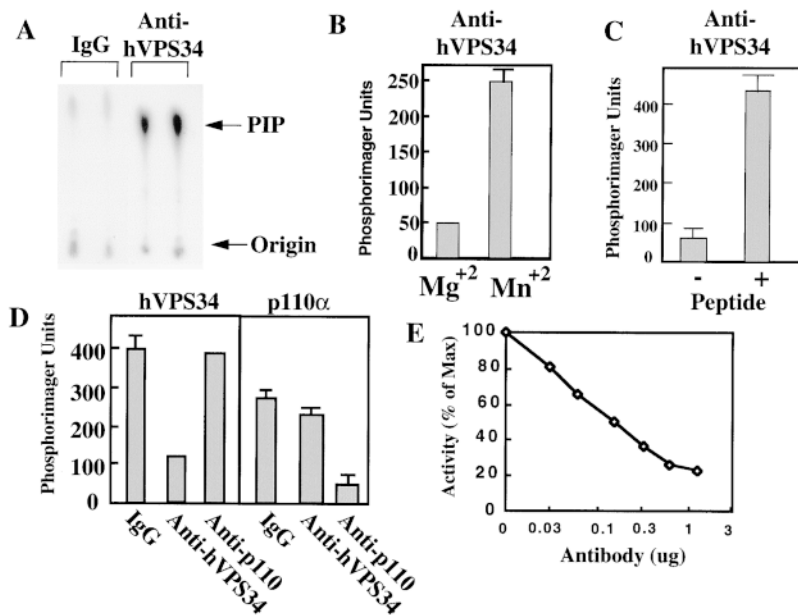 A
IgG
Anti-
hVPS34
PIP
Origin
B
Anti-
hVPS34
Phosphorimager Units
250
200
150
100
50
0
Mg+2
Mn+2
C
Anti-
hVPS34
Phosphorimager Units
400
300
200
100
0
-
+
Peptide
D
hVPS34
p110α
Phosphorimager Units
400
300
200
100
0
IgG
Anti-hVPS34
Anti-p110
IgG
Anti-hVPS34
Anti-p110
E
Activity (% of Max)
100
80
60
40
20
0
0.03
0.1
0.3
1
3
Antibody (ug)